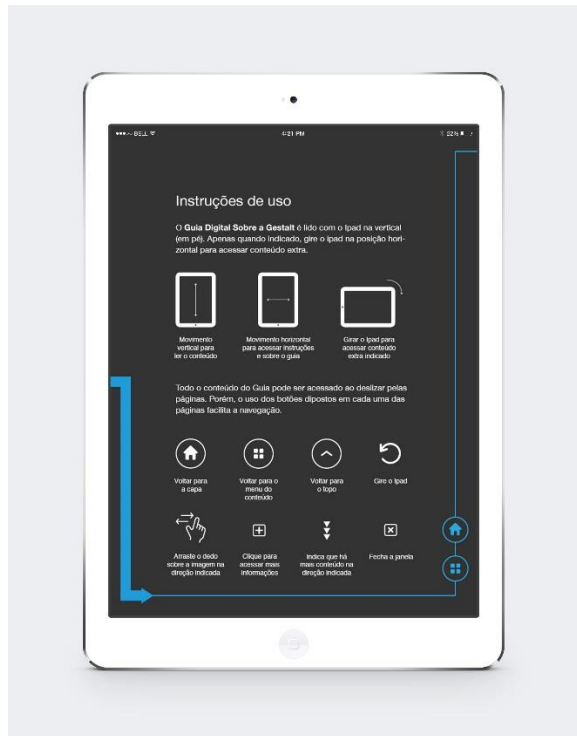 BELL
4:21 PM
22%
Instruções de uso
O Guia Digital Sobre a Gestalt é lido com o Ipad na vertical
(em pé). Apenas quando indicado, gire o Ipad na posição hori-
zontal para acessar conteúdo extra.
Movimento
vertical para
ler o conteúdo
Movimento horizontal
para acessar instruções
e sobre o guia
Girar o Ipad para
acessar conteúdo
extra indicado
Todo o conteúdo do Guia pode ser acessado ao deslizar pelas
páginas. Porém, o uso dos botões dipostos em cada uma das
páginas facilita a navegação.
Voltar para
a capa
Voltar para o
menu do
conteúdo
Voltar para
o topo
Gire o Ipad
Arraste o dedo
sobre a imagem na
direção indicada
Clique para
acessar mais
informações
Indica que há
mais conteúdo na
direção indicada
Fecha a janela